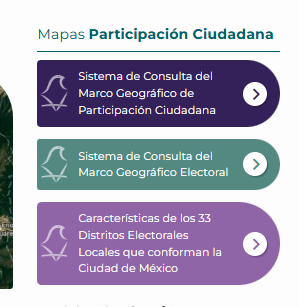 Mapas Participación Ciudadana
Sistema de Consulta del
Marco Geográfico de
Participación Ciudadana
Sistema de Consulta del
Marco Geográfico Electoral
Características de los 33
Distritos Electorales
Locales que conforman la
Ciudad de México